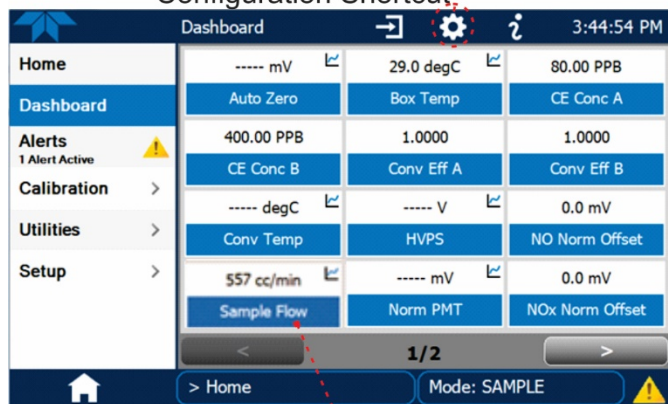 Configuration Shortcut
Dashboard
3:44:54 PM
Home
Dashboard
Alerts
1 Alert Active
Calibration >
Utilities >
Setup >
----- mV
29.0 degC
80.00 PPB
Auto Zero
Box Temp
CE Conc A
400.00 PPB
1.0000
1.0000
CE Conc B
Conv Eff A
Conv Eff B
----- degC
----- V
0.0 mV
Conv Temp
HVPS
NO Norm Offset
557 cc/min
----- mV
0.0 mV
Sample Flow
Norm PMT
NOx Norm Offset
<
1/2
>
> Home
Mode: SAMPLE